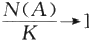 N(A)/K → 1